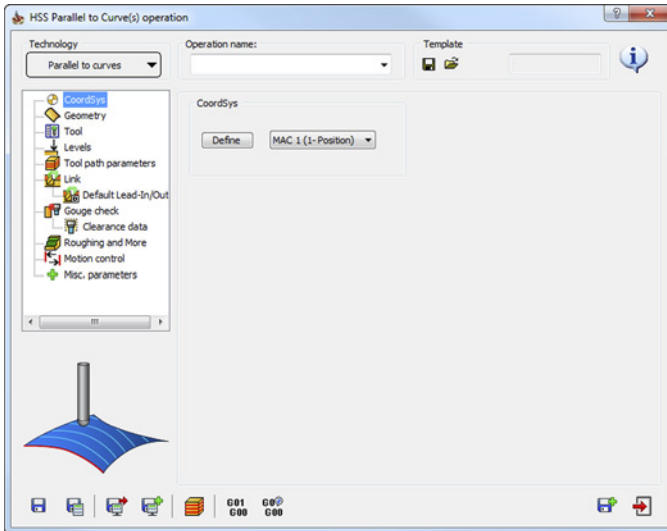 HSS Parallel to Curve(s) operation
Technology
Parallel to curves
Operation name:
Template
CoordSys
Geometry
Tool
Levels
Tool path parameters
Link
Default Lead-In/Out
Gouge check
Clearance data
Roughing and More
Motion control
Misc. parameters
CoordSys
Define
MAC 1 (1-Position)
G01
G00
G0
G00